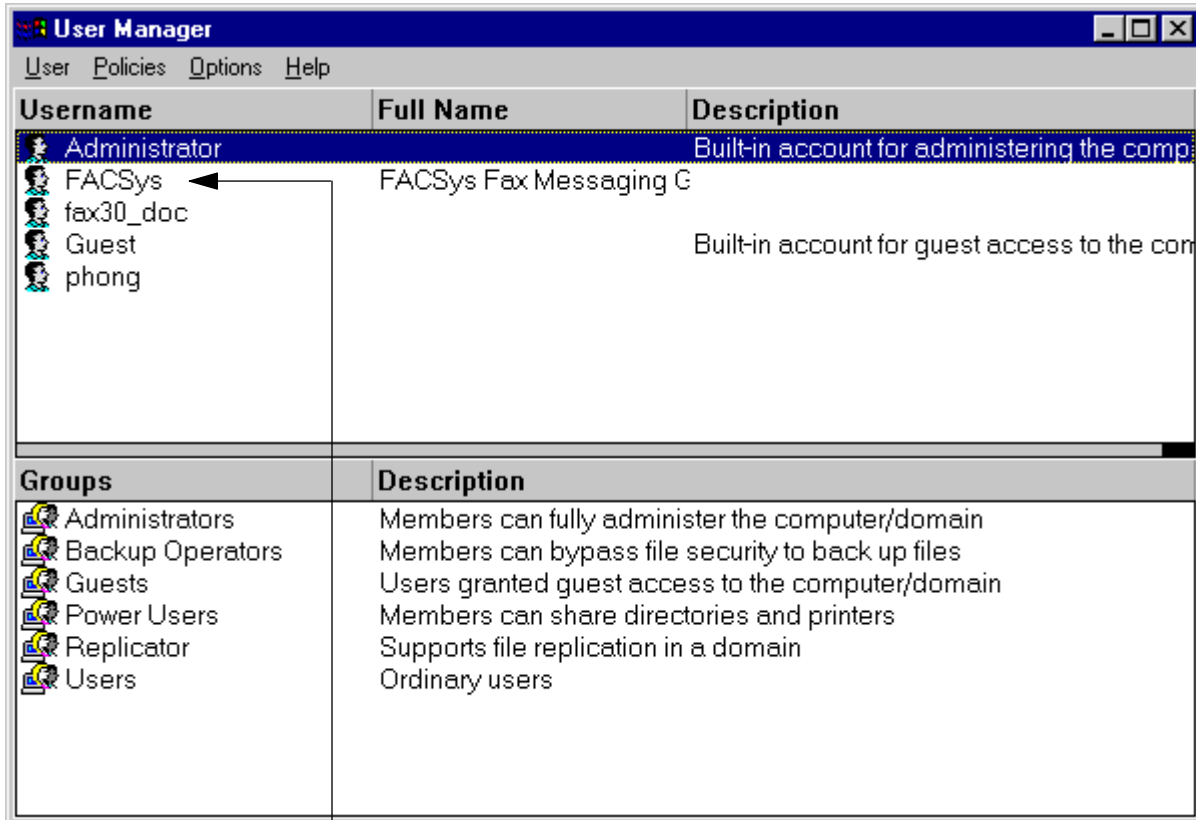 User Manager
User Policies Options Help
Username Full Name Description
Administrator Built-in account for administering the comp
FACSys FACSys Fax Messaging G
fax30_doc
Guest Built-in account for guest access to the con
phong
Groups Description
Administrators Members can fully administer the computer/domain
Backup Operators Members can bypass file security to back up files
Guests Users granted guest access to the computer/domain
Power Users Members can share directories and printers
Replicator Supports file replication in a domain
Users Ordinary users